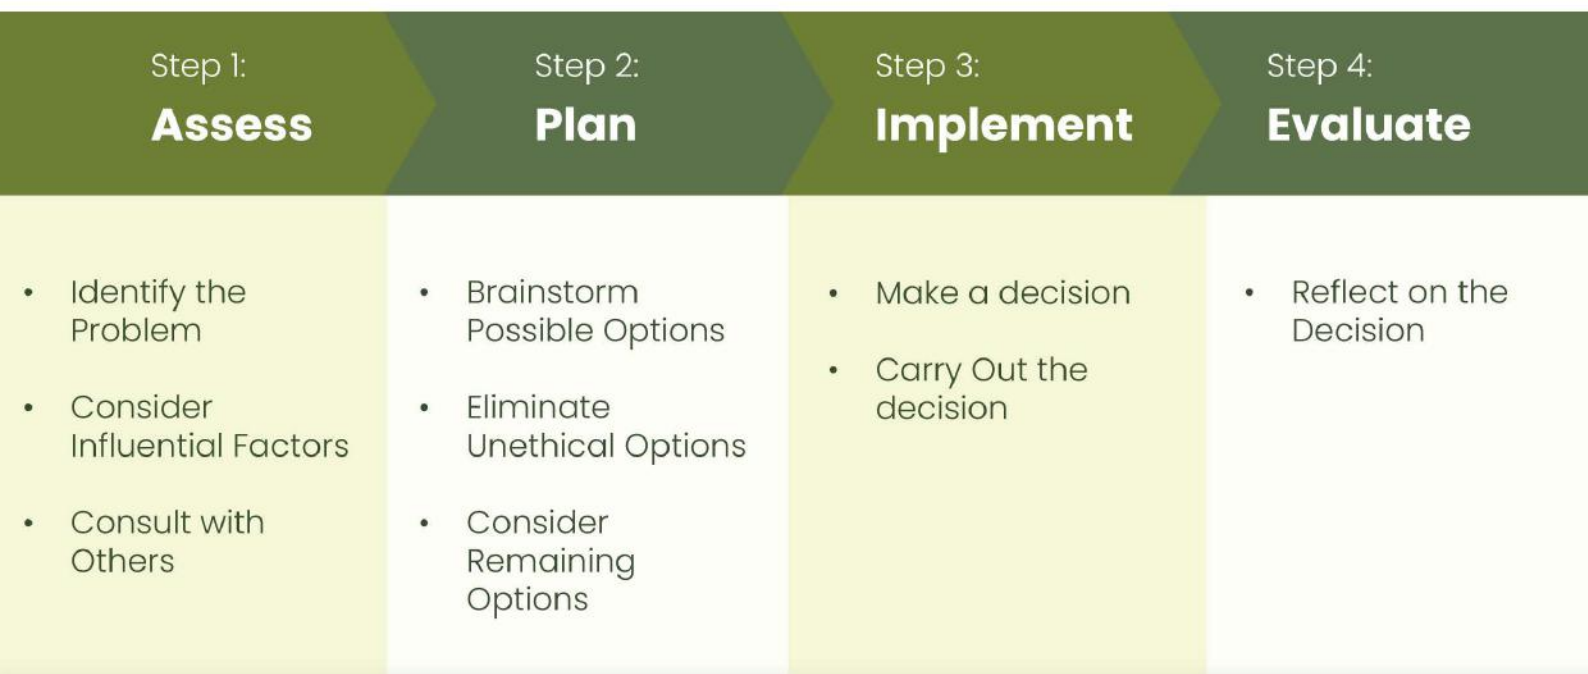 Step 1:
Assess
• Identify the
Problem
• Consider
Influential Factors
• Consult with
Others
Step 2:
Plan
• Brainstorm
Possible Options
• Eliminate
Unethical Options
• Consider
Remaining
Options
Step 3:
Implement
• Make a decision
• Carry Out the
decision
Step 4:
Evaluate
• Reflect on the
Decision